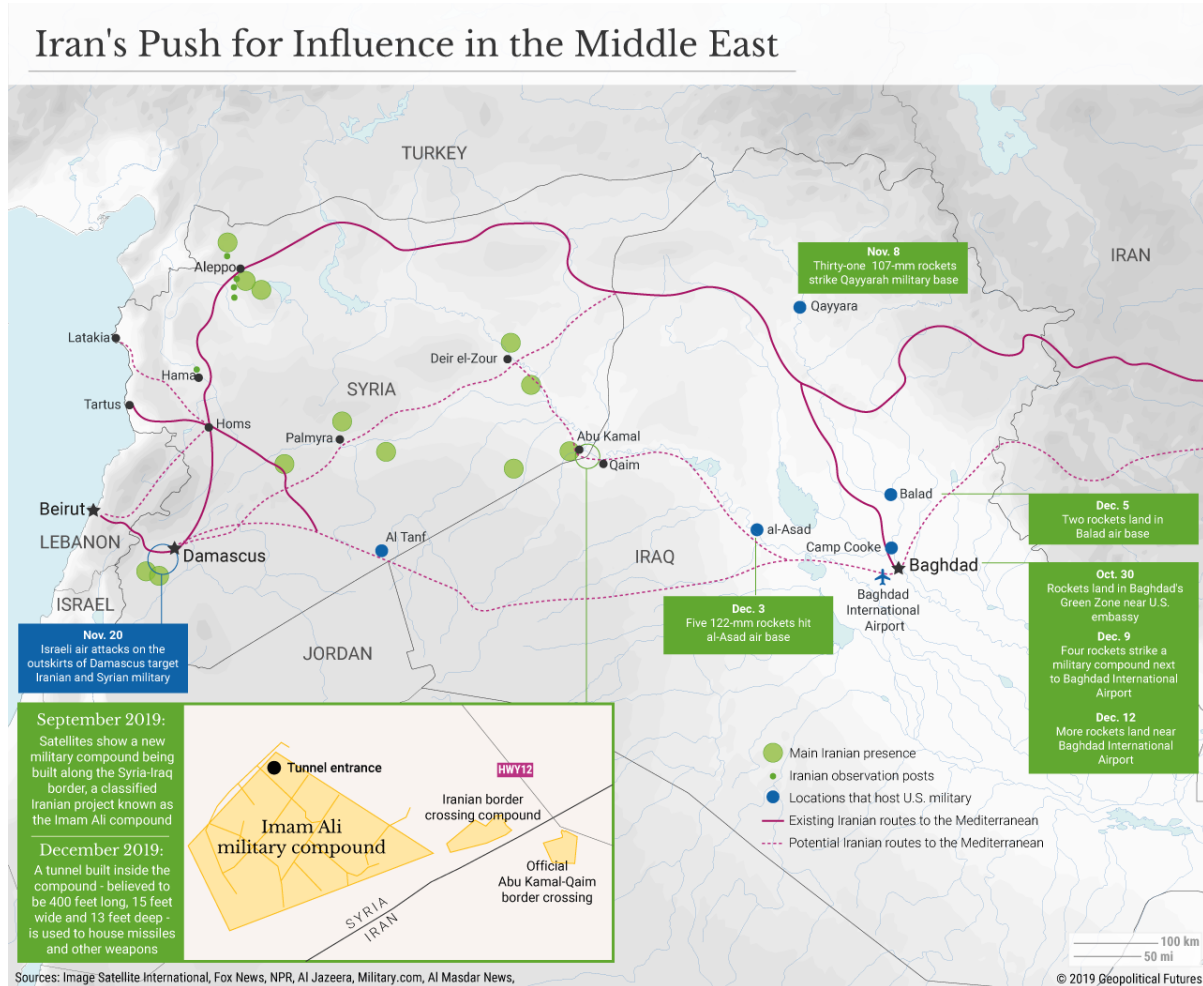 Iran's Push for Influence in the Middle East
TURKEY
IRAN
Nov. 8
Thirty-one 107-mm rockets
strike Qayyarah military base
Aleppo
Qayyara
Latakia
Deir el-Zour
Hama
SYRIA
Tartus
Homs
Palmyra
Abu Kamal
Qaim
Balad
Beirut
al-Asad
Al Tanf
LEBANON
Damascus
IRAQ
Camp Cooke
Baghdad
Baghdad
International
Airport
ISRAEL
JORDAN
Dec. 5
Two rockets land in
Balad air base
Oct. 30
Rockets land in Baghdad's
Green Zone near U.S.
embassy
Dec. 9
Four rockets strike a
military compound next
to Baghdad International
Airport
Dec. 12
More rockets land near
Baghdad International
Airport
Dec. 3
Five 122-mm rockets hit
al-Asad air base
Nov. 20
Israeli air attacks on the
outskirts of Damascus target
Iranian and Syrian military
September 2019:
Satellites show a new
military compound being
built along the Syria-Iraq
border, a classified
Iranian project known as
the Imam Ali compound
December 2019:
A tunnel built inside the
compound - believed to
be 400 feet long, 15 feet
wide and 13 feet deep -
is used to house missiles
and other weapons
Tunnel entrance
HWY12
Imam Ali
military compound
Iranian border
crossing compound
Official
Abu Kamal-Qaim
border crossing
SYRIA
IRAN
Main Iranian presence
Iranian observation posts
Locations that host U.S. military
Existing Iranian routes to the Mediterranean
Potential Iranian routes to the Mediterranean
100 km
50 mi
Sources: Image Satellite International, Fox News, NPR, Al Jazeera, Military.com, Al Masdar News,
© 2019 Geopolitical Futures